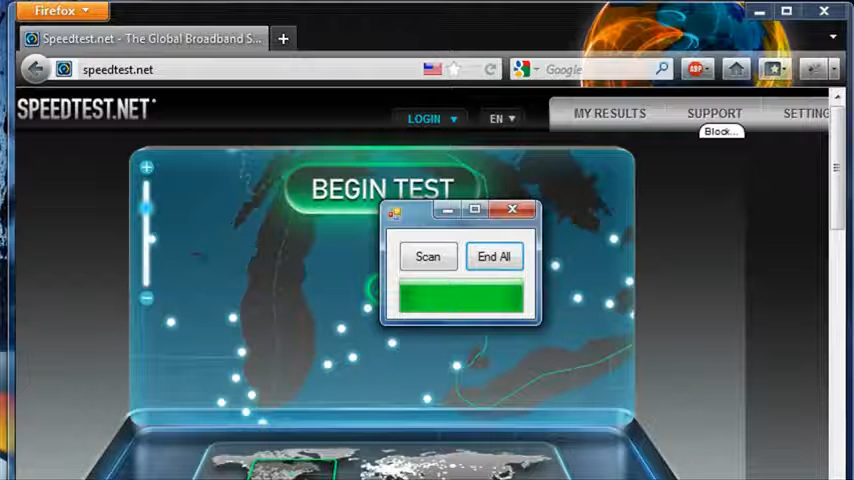 Firefox
Speedtest.net - The Global Broadband S...
speedtest.net
Google
ABP
SPEEDTEST.NET
LOGIN
EN
MY RESULTS
SUPPORT
SETTING
Block...
BEGIN TEST
Scan
End All